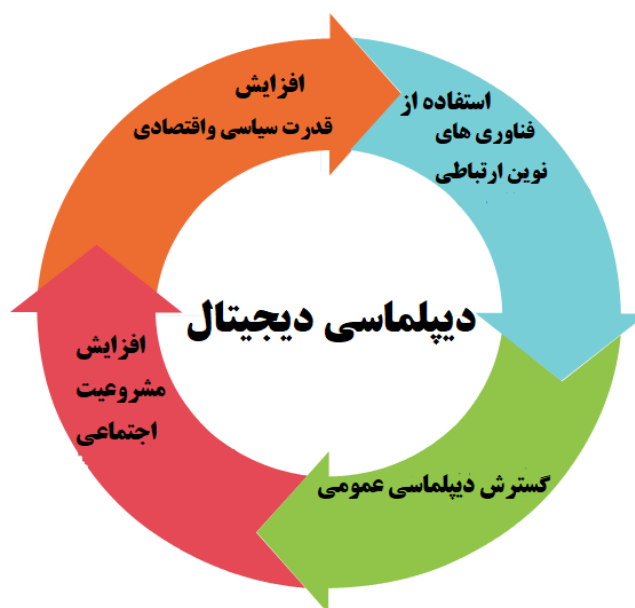 افزایش
قدرت سیاسی واقتصادی
استفاده از
فناوری های
نوین ارتباطی
دیپلماسی دیجیتال
افزایش
مشروعیت
اجتماعی
گسترش دیپلماسی عمومی